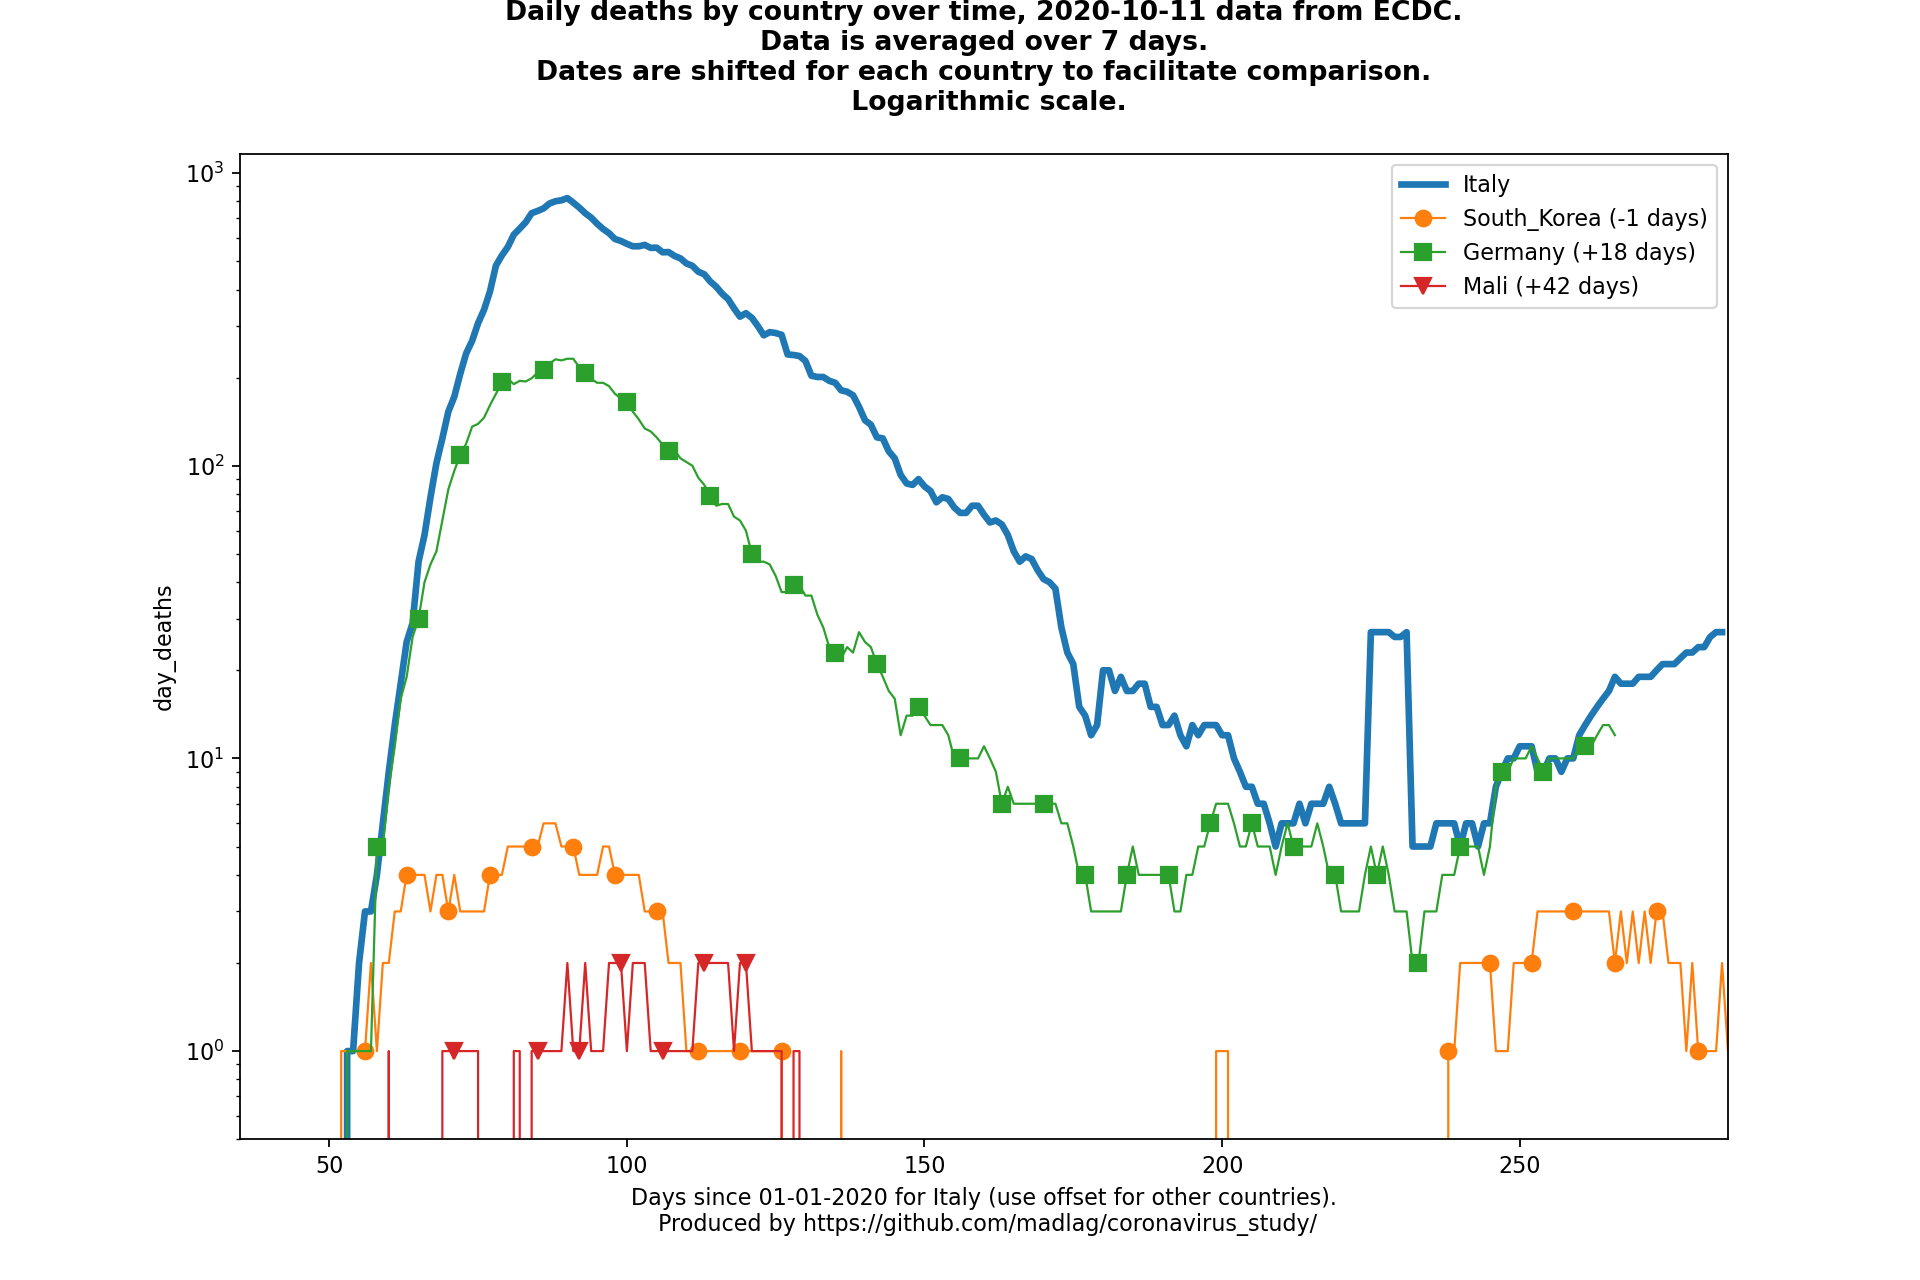 Daily deaths by country over time, 2020-10-11 data from ECDC.
Data is averaged over 7 days.
Dates are shifted for each country to facilitate comparison.
Logarithmic scale.
10³
Italy
South_Korea (-1 days)
Germany (+18 days)
Mali (+42 days)
10²
day_deaths
10¹
10⁰
50 100 150 200 250
Days since 01-01-2020 for Italy (use offset for other countries).
Produced by https://github.com/madlag/coronavirus_study/